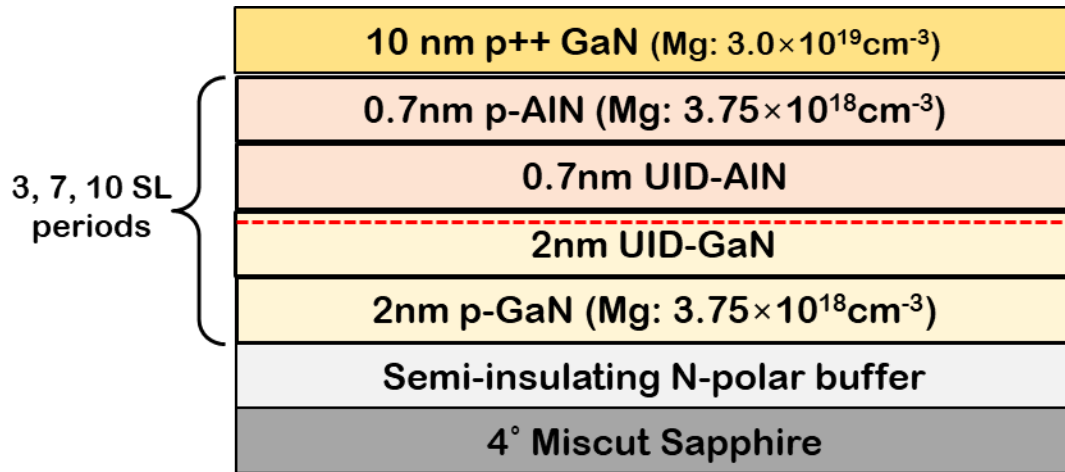 10 nm p++ GaN (Mg: 3.0×10¹⁹cm⁻³)
0.7nm p-AlN (Mg: 3.75×10¹⁸cm⁻³)
0.7nm UID-AlN
3, 7, 10 SL
periods
2nm UID-GaN
2nm p-GaN (Mg: 3.75×10¹⁸cm⁻³)
Semi-insulating N-polar buffer
4° Miscut Sapphire